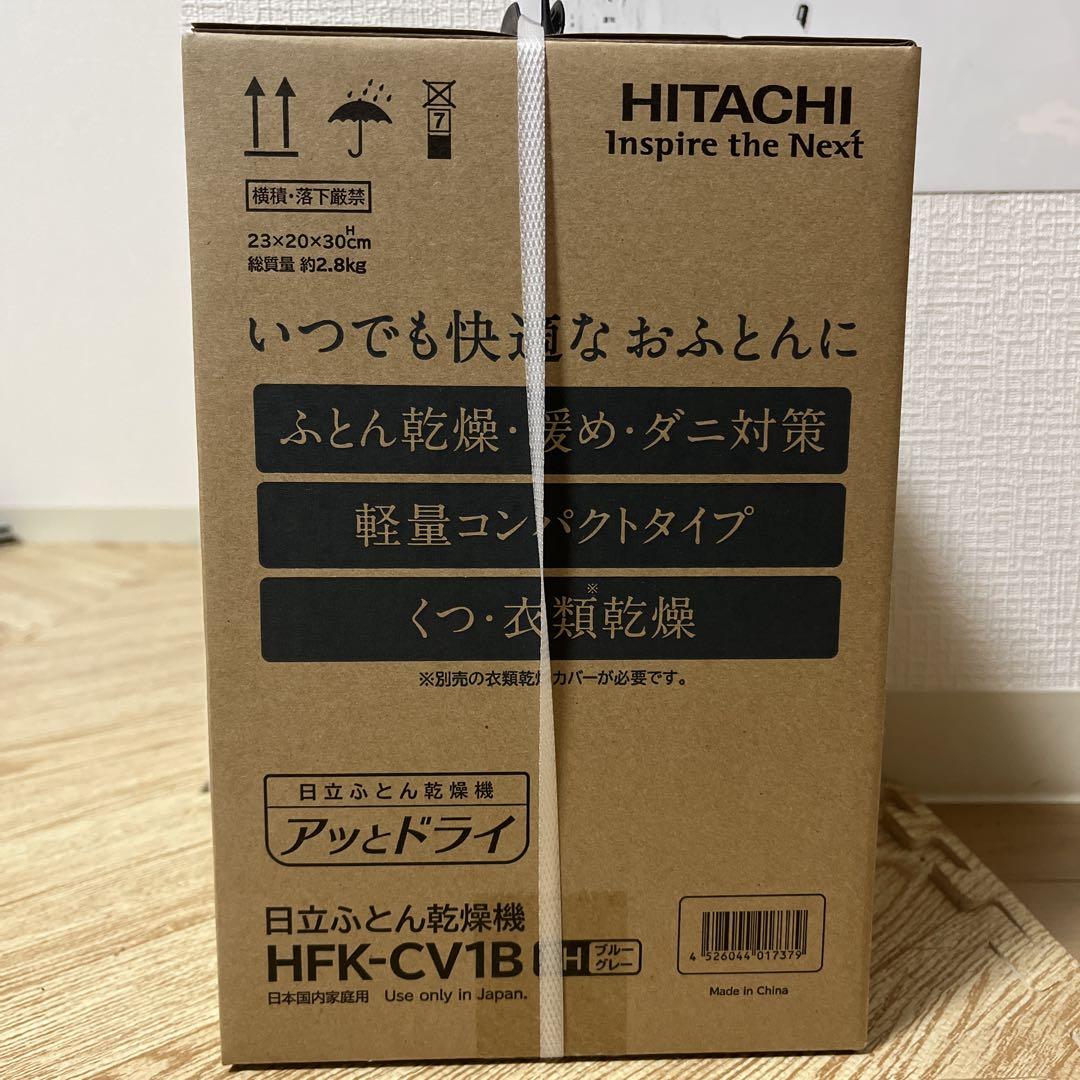 HITACHI
Inspire the Next
7
横積・落下厳禁
H
23×20×30cm
総質量 約2.8kg
いつでも快適なおふとんに
ふとん乾燥・暖め・ダニ対策
軽量コンパクトタイプ
くつ・衣類※乾燥
※別売の衣類乾燥カバーが必要です。
日立ふとん乾燥機
アッとドライ
日立ふとん乾燥機
HFK-CV1B H ブルー
グレー
日本国内家庭用 Use only in Japan.
4 526044 017379
Made in China